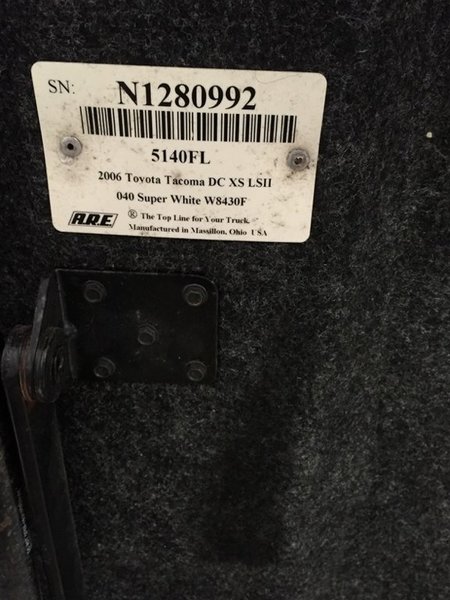 SN: N1280992
5140FL
2006 Toyota Tacoma DC XS LSII
040 Super White W8430F
A.R.E ® The Top Line for Your Truck.
Manufactured in Massillon, Ohio USA